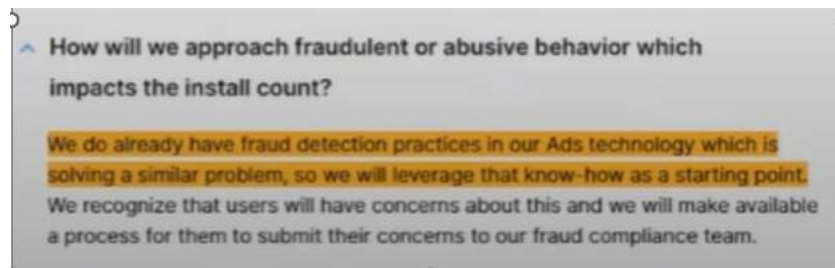 How will we approach fraudulent or abusive behavior which
impacts the install count?
We do already have fraud detection practices in our Ads technology which is
solving a similar problem, so we will leverage that know-how as a starting point.
We recognize that users will have concerns about this and we will make available
a process for them to submit their concerns to our fraud compliance team.